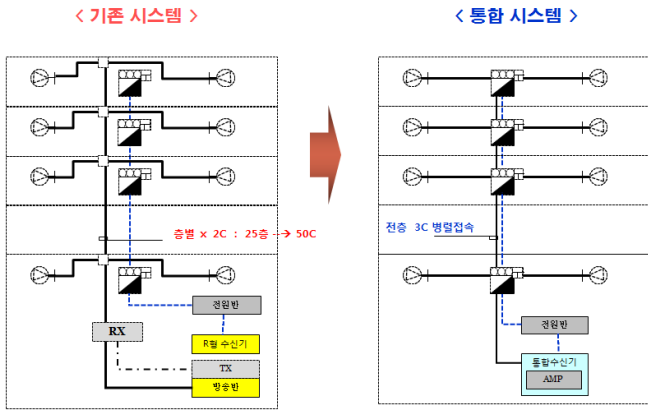 < 기존 시스템 >
< 통합 시스템 >
층별 x 2C : 25층 --→ 50C
전층 3C 병렬접속
전원반
RX
R형 수신기
TX
방송반
전원반
통합수신기
AMP